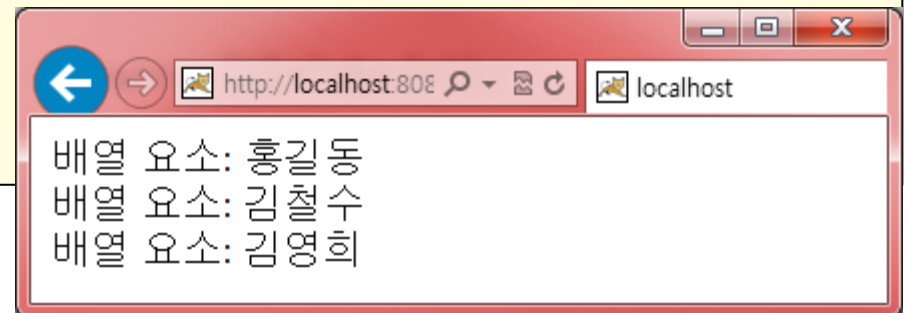 http://localhost:808
localhost
배열 요소: 홍길동
배열 요소: 김철수
배열 요소: 김영희